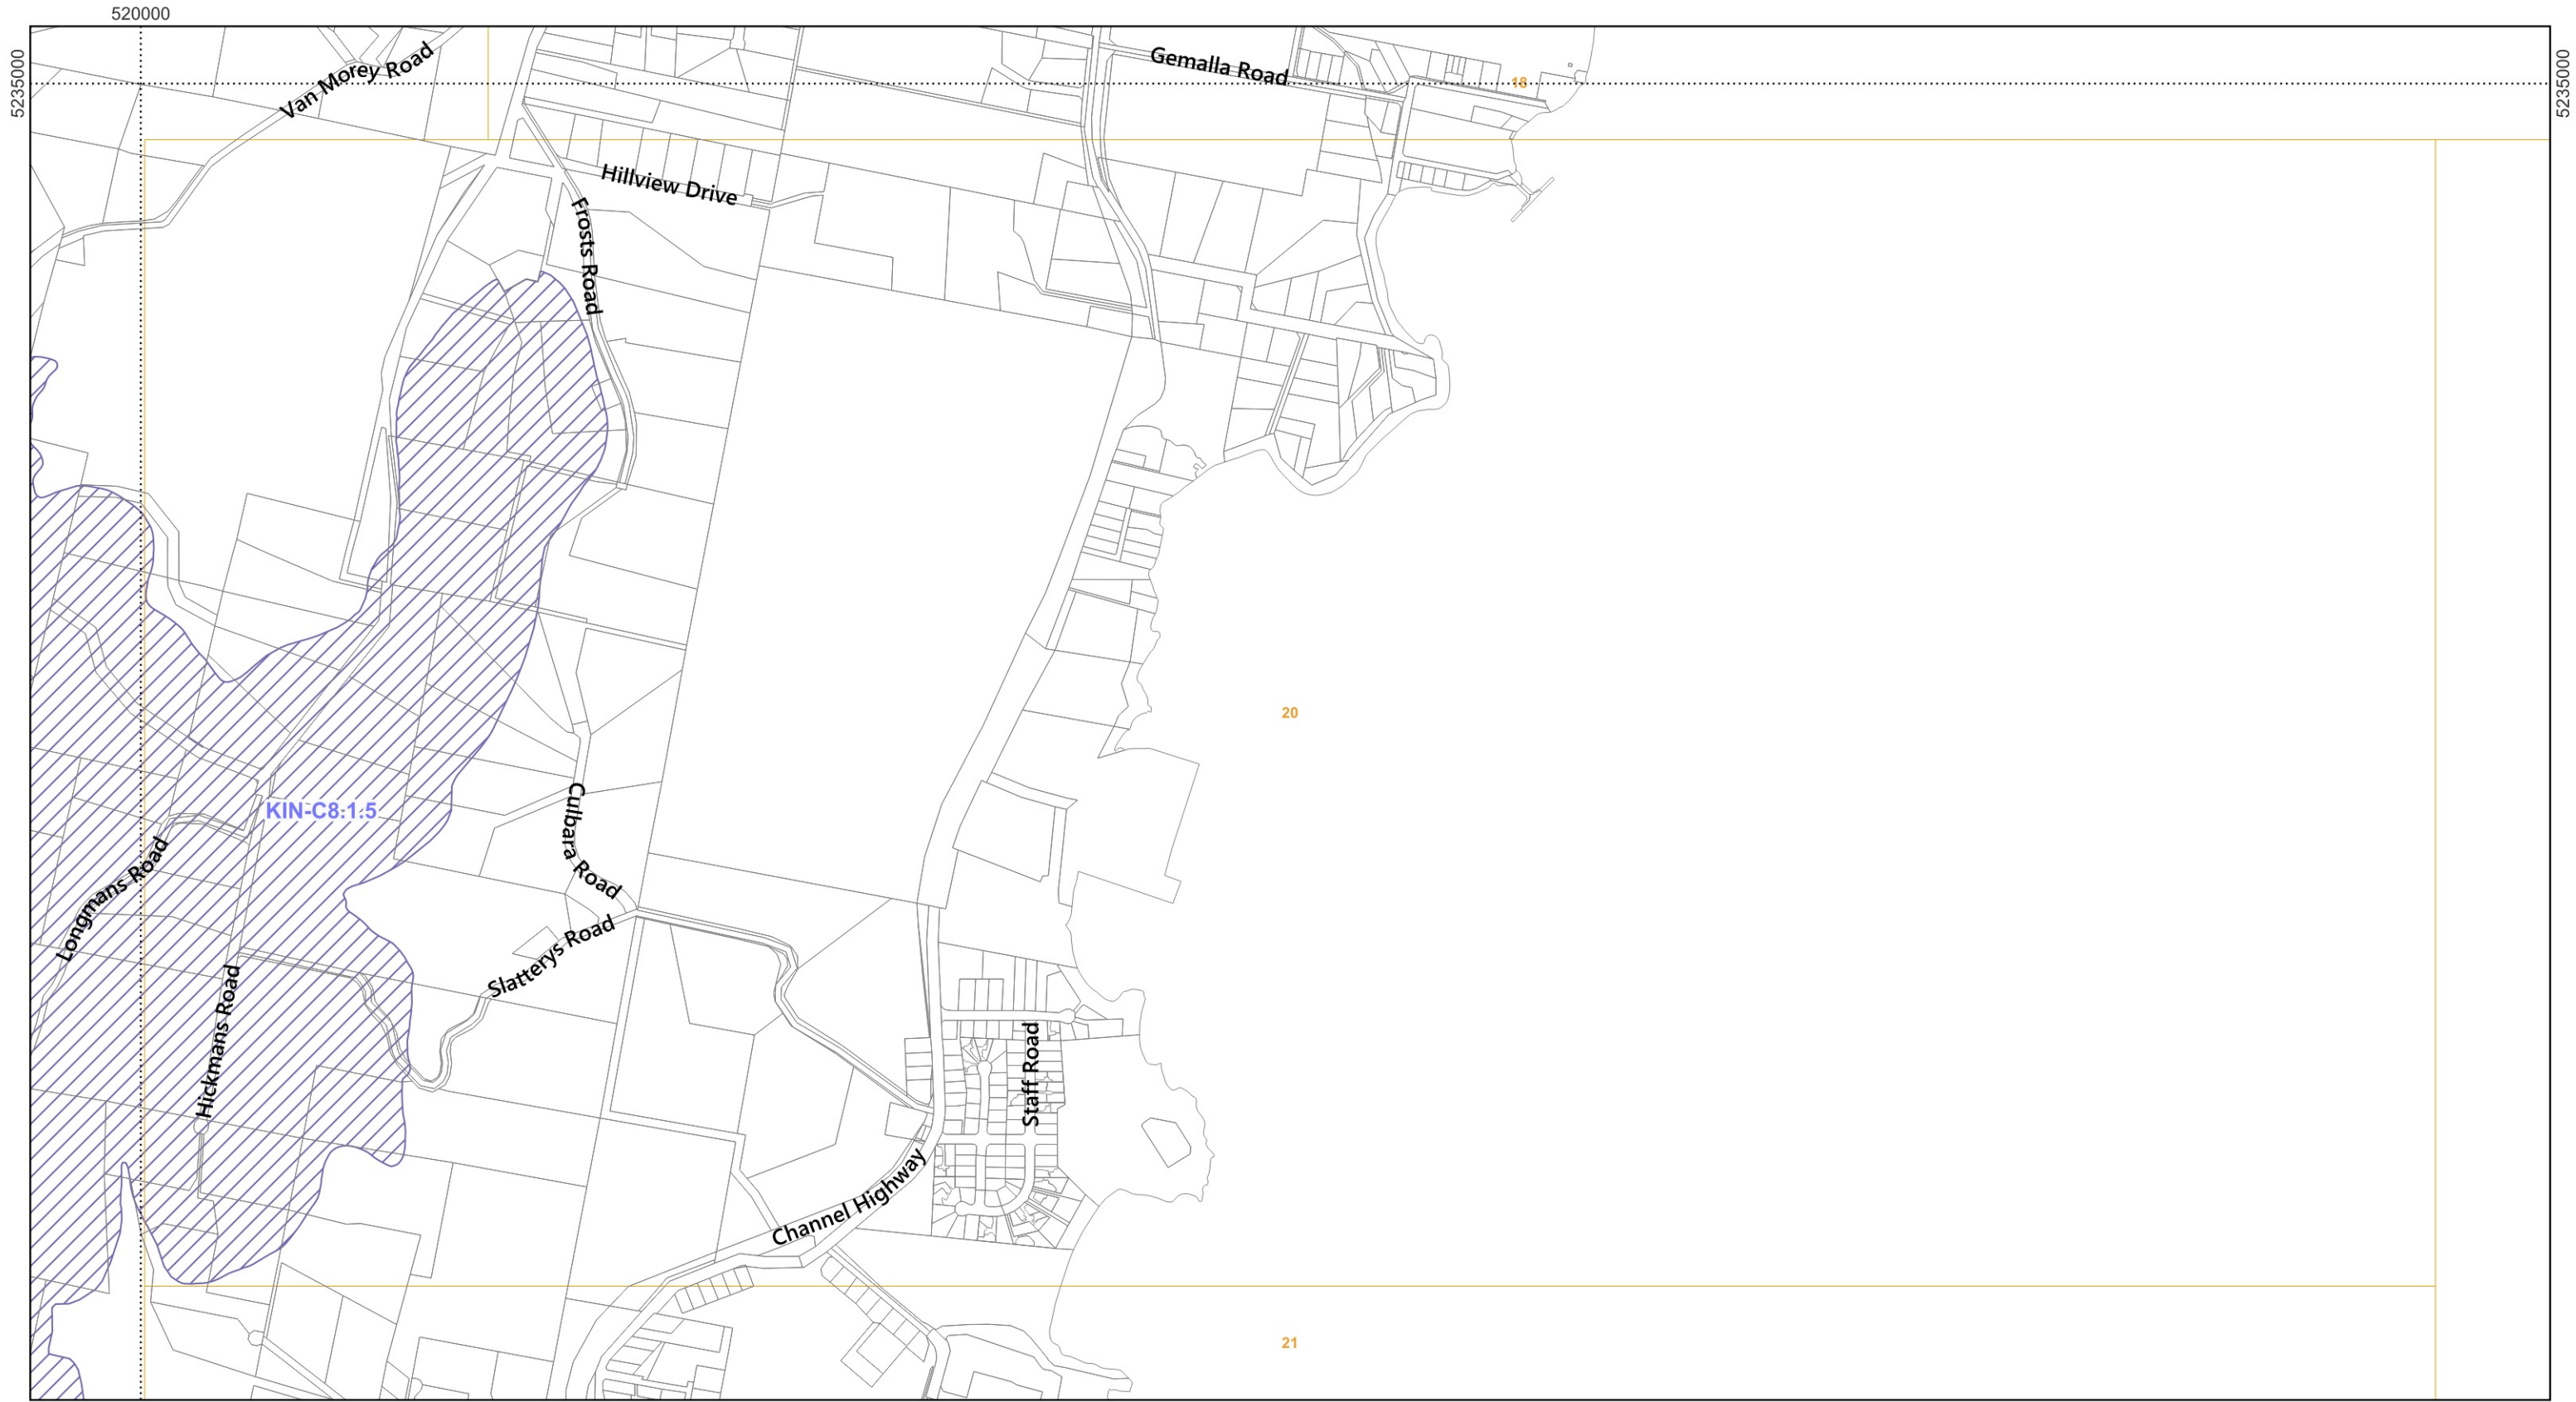 520000
5235000
5235000
Van Morey Road
Gemalla Road
18
Hillview Drive
Frosts Road
20
KIN-C8.1.5
Culbara Road
Longmans Road
Slatterys Road
Hickmans Road
Staff Road
Channel Highway
21